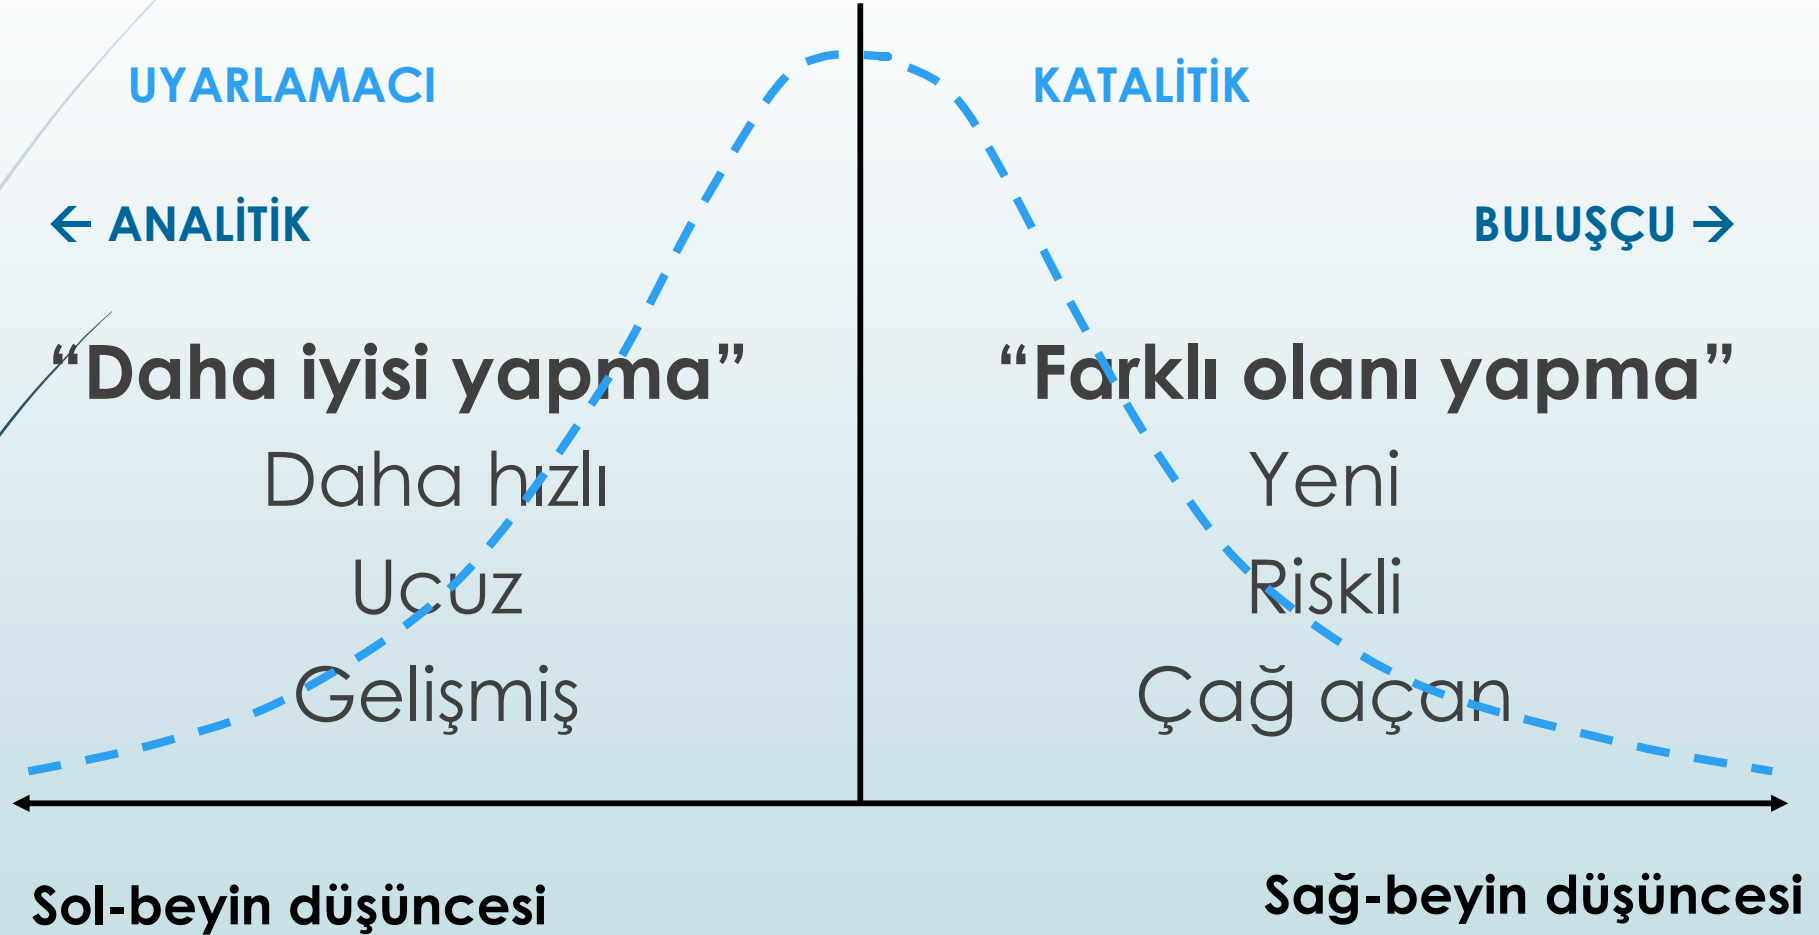 UYARLAMACI
KATALİTİK
← ANALİTİK
BULUŞÇU →
“Daha iyisi yapma”
Daha hızlı
Ucuz
Gelişmiş
“Farklı olanı yapma”
Yeni
Riskli
Çağ açan
Sol-beyin düşüncesi
Sağ-beyin düşüncesi